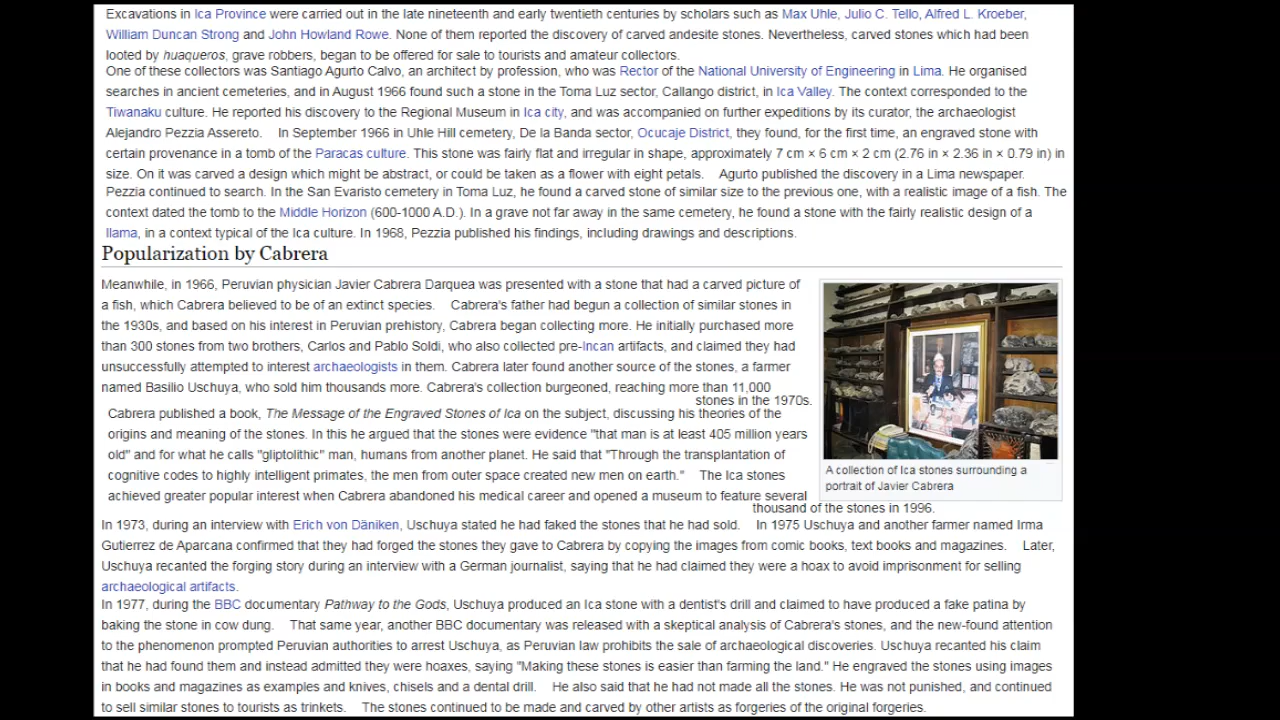 Excavations in Ica Province were carried out in the late nineteenth and early twentieth centuries by scholars such as Max Uhle, Julio C. Tello, Alfred L. Kroeber,
William Duncan Strong and John Howland Rowe. None of them reported the discovery of carved andesite stones. Nevertheless, carved stones which had been
looted by huaqueros, grave robbers, began to be offered for sale to tourists and amateur collectors.
One of these collectors was Santiago Agurto Calvo, an architect by profession, who was Rector of the National University of Engineering in Lima. He organised
searches in ancient cemeteries, and in August 1966 found such a stone in the Toma Luz sector, Callango district, in Ica Valley. The context corresponded to the
Tiwanaku culture. He reported his discovery to the Regional Museum in Ica city, and was accompanied on further expeditions by its curator, the archaeologist
Alejandro Pezzia Assereto. In September 1966 in Uhle Hill cemetery, De la Banda sector, Ocucaje District, they found, for the first time, an engraved stone with
certain provenance in a tomb of the Paracas culture. This stone was fairly flat and irregular in shape, approximately 7 cm × 6 cm × 2 cm (2.76 in × 2.36 in × 0.79 in) in
size. On it was carved a design which might be abstract, or could be taken as a flower with eight petals. Agurto published the discovery in a Lima newspaper.
Pezzia continued to search. In the San Evaristo cemetery in Toma Luz, he found a carved stone of similar size to the previous one, with a realistic image of a fish. The
context dated the tomb to the Middle Horizon (600-1000 A.D.). In a grave not far away in the same cemetery, he found a stone with the fairly realistic design of a
llama, in a context typical of the Ica culture. In 1968, Pezzia published his findings, including drawings and descriptions.
Popularization by Cabrera
Meanwhile, in 1966, Peruvian physician Javier Cabrera Darquea was presented with a stone that had a carved picture of
a fish, which Cabrera believed to be of an extinct species. Cabrera's father had begun a collection of similar stones in
the 1930s, and based on his interest in Peruvian prehistory, Cabrera began collecting more. He initially purchased more
than 300 stones from two brothers, Carlos and Pablo Soldi, who also collected pre-Incan artifacts, and claimed they had
unsuccessfully attempted to interest archaeologists in them. Cabrera later found another source of the stones, a farmer
named Basilio Uschuya, who sold him thousands more. Cabrera's collection burgeoned, reaching more than 11,000
stones in the 1970s.
Cabrera published a book, The Message of the Engraved Stones of Ica on the subject, discussing his theories of the
origins and meaning of the stones. In this he argued that the stones were evidence "that man is at least 405 million years
old" and for what he calls "gliptolithic" man, humans from another planet. He said that "Through the transplantation of
cognitive codes to highly intelligent primates, the men from outer space created new men on earth." The Ica stones
achieved greater popular interest when Cabrera abandoned his medical career and opened a museum to feature several
thousand of the stones in 1996.
A collection of Ica stones surrounding a
portrait of Javier Cabrera
In 1973, during an interview with Erich von Däniken, Uschuya stated he had faked the stones that he had sold. In 1975 Uschuya and another farmer named Irma
Gutierrez de Aparcana confirmed that they had forged the stones they gave to Cabrera by copying the images from comic books, text books and magazines. Later,
Uschuya recanted the forging story during an interview with a German journalist, saying that he had claimed they were a hoax to avoid imprisonment for selling
archaeological artifacts.
In 1977, during the BBC documentary Pathway to the Gods, Uschuya produced an Ica stone with a dentist's drill and claimed to have produced a fake patina by
baking the stone in cow dung. That same year, another BBC documentary was released with a skeptical analysis of Cabrera's stones, and the new-found attention
to the phenomenon prompted Peruvian authorities to arrest Uschuya, as Peruvian law prohibits the sale of archaeological discoveries. Uschuya recanted his claim
that he had found them and instead admitted they were hoaxes, saying "Making these stones is easier than farming the land." He engraved the stones using images
in books and magazines as examples and knives, chisels and a dental drill. He also said that he had not made all the stones. He was not punished, and continued
to sell similar stones to tourists as trinkets. The stones continued to be made and carved by other artists as forgeries of the original forgeries.